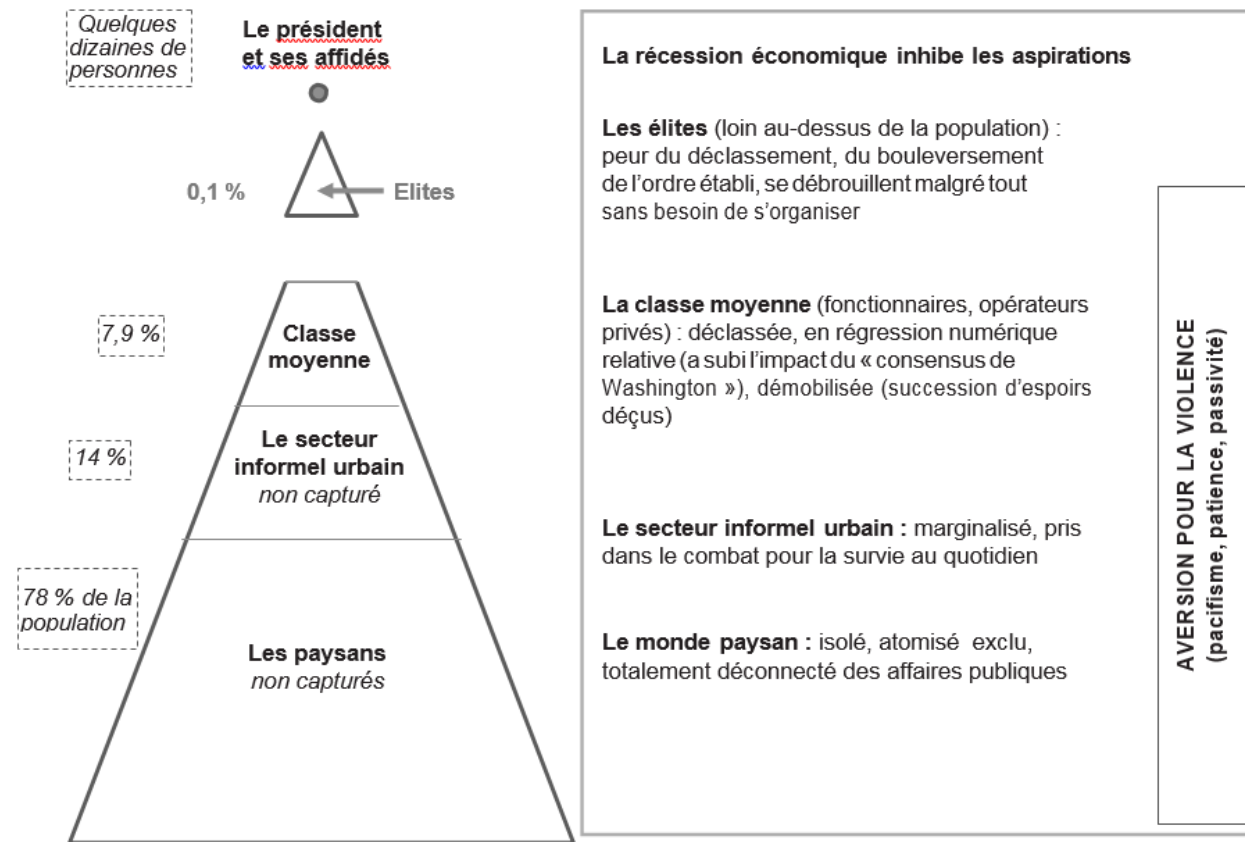 Quelques
dizaines de
personnes
Le président
et ses affidés
0,1 %
Elites
7,9 %
Classe
moyenne
14 %
Le secteur
informel urbain
non capturé
78 % de la
population
Les paysans
non capturés
La récession économique inhibe les aspirations
Les élites (loin au-dessus de la population) :
peur du déclassement, du bouleversement
de l’ordre établi, se débrouillent malgré tout
sans besoin de s’organiser
La classe moyenne (fonctionnaires, opérateurs
privés) : déclassée, en régression numérique
relative (a subi l’impact du « consensus de
Washington »), démobilisée (succession d’espoirs
déçus)
Le secteur informel urbain : marginalisé, pris
dans le combat pour la survie au quotidien
Le monde paysan : isolé, atomisé exclu,
totalement déconnecté des affaires publiques
AVERSION POUR LA VIOLENCE
(pacifisme, patience, passivité)